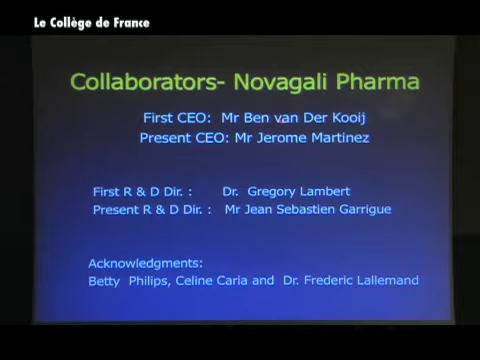 Le Collège de France
Collaborators- Novagali Pharma
First CEO: Mr Ben van Der Kooij
Present CEO: Mr Jerome Martinez
First R & D Dir. : Dr. Gregory Lambert
Present R & D Dir. : Mr Jean Sebastien Garrigue
Acknowledgments:
Betty Philips, Celine Caria and Dr. Frederic Lallemand